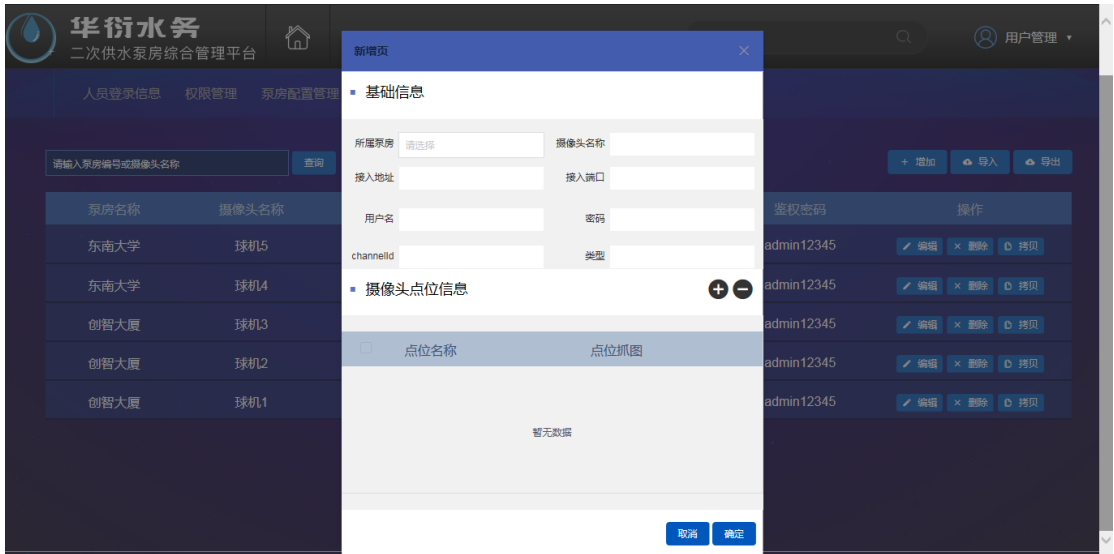 华衍水务
二次供水泵房综合管理平台
用户管理
人员登录信息 权限管理 泵房配置管理
请输入泵房编号或摄像头名称 查询
+ 增加 导入 导出
泵房名称 摄像头名称 鉴权密码 操作
东南大学 球机5 admin12345 编辑 × 删除 拷贝
东南大学 球机4 admin12345 编辑 × 删除 拷贝
创智大厦 球机3 admin12345 编辑 × 删除 拷贝
创智大厦 球机2 admin12345 编辑 × 删除 拷贝
创智大厦 球机1 admin12345 编辑 × 删除 拷贝
新增页 ×
基础信息
所属泵房 请选择 摄像头名称
接入地址 接入端口
用户名 密码
channelId 类型
摄像头点位信息
点位名称 点位抓图
暂无数据
取消 确定